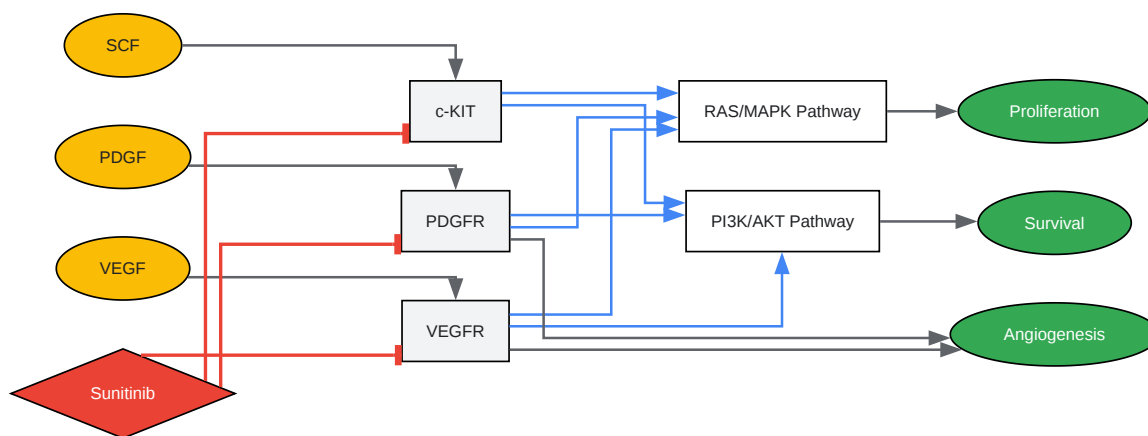 SCF
c-KIT
RAS/MAPK Pathway
Proliferation
PDGF
PDGFR
PI3K/AKT Pathway
Survival
VEGF
VEGFR
Angiogenesis
Sunitinib